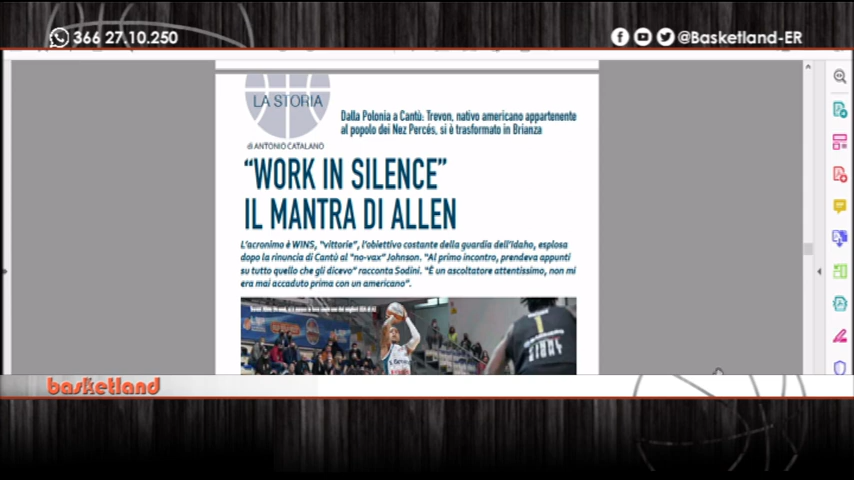 366 27.10.250
@Basketland-ER
LA STORIA
Dalla Polonia a Cantù: Trevon, nativo americano appartenente
al popolo dei Nez Percés, si è trasformato in Brianza
di ANTONIO CATALANO
“WORK IN SILENCE”
IL MANTRA DI ALLEN
L'acronimo è WINS, "vittorie", l'obiettivo costante della guardia dell'Idaho, esplosa
dopo la rinuncia di Cantù al "no-vax" Johnson. "Al primo incontro, prendeva appunti
su tutto quello che gli dicevo" racconta Sodini. "È un ascoltatore attentissimo, non mi
era mai accaduto prima con un americano".
1
basketland